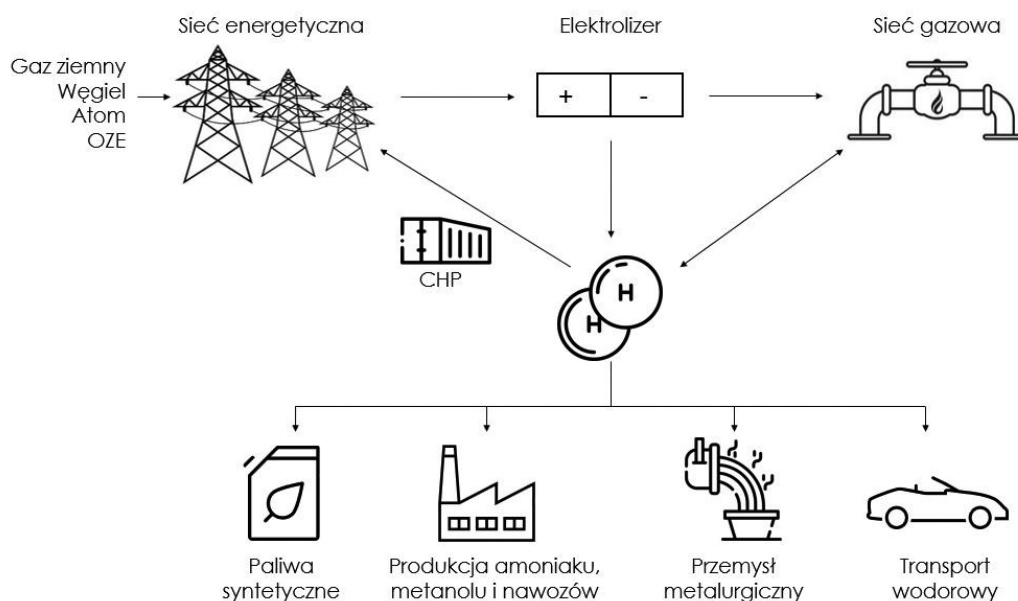 Sieć energetyczna
Elektrolizer
Sieć gazowa
Gaz ziemny
Węgiel
Atom
OZE
+ -
CHP
H
H
Paliwa
syntetyczne
Produkcja amoniaku,
metanolu i nawozów
Przemysł
metalurgiczny
Transport
wodorowy